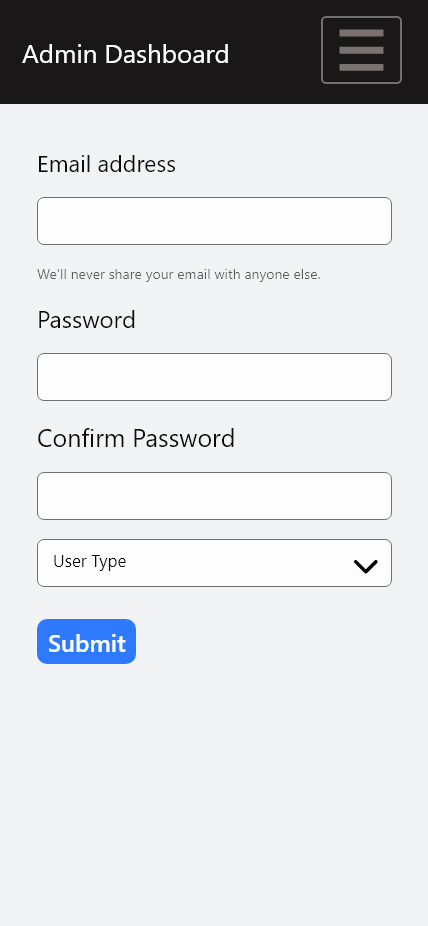 Admin Dashboard
Email address
We'll never share your email with anyone else.
Password
Confirm Password
User Type
Submit